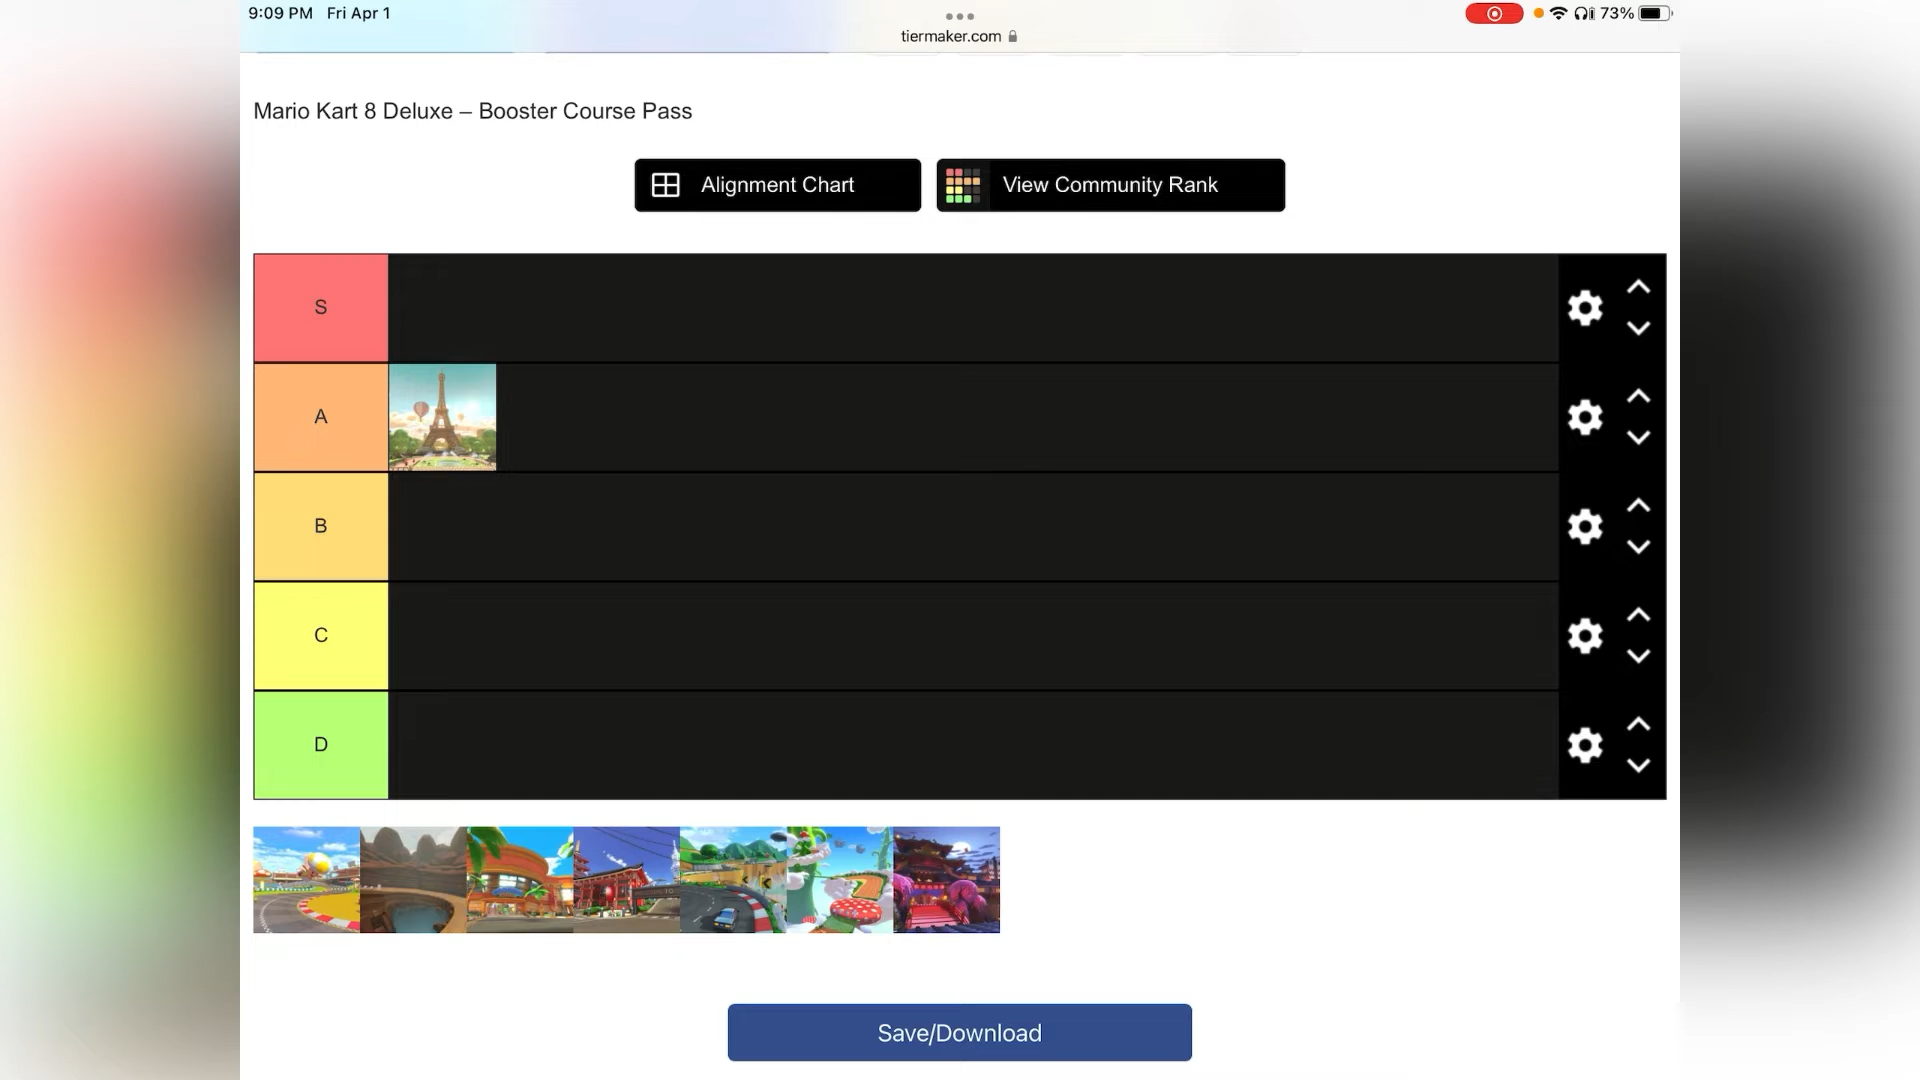 9:09 PM Fri Apr 1
73%
tiermaker.com
Mario Kart 8 Deluxe – Booster Course Pass
Alignment Chart
View Community Rank
S
A
B
C
D
Save/Download